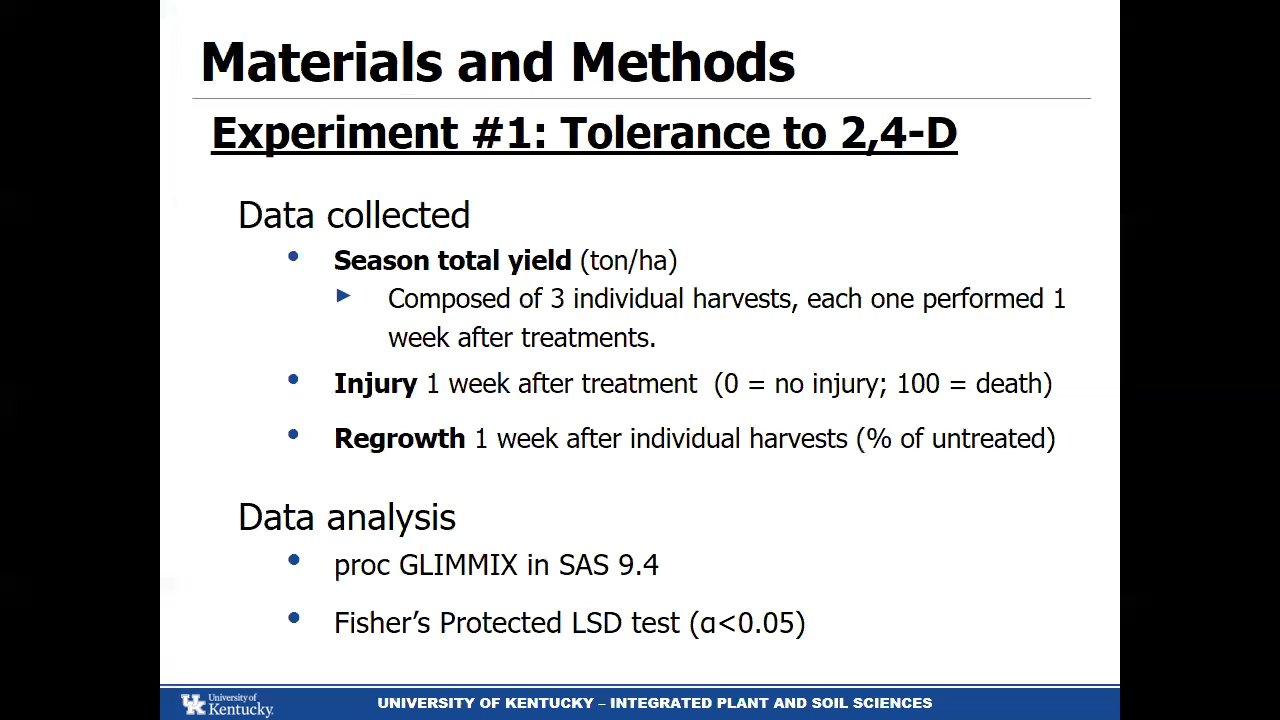 Materials and Methods
Experiment #1: Tolerance to 2,4-D
Data collected
• Season total yield (ton/ha)
► Composed of 3 individual harvests, each one performed 1
week after treatments.
• Injury 1 week after treatment (0 = no injury; 100 = death)
• Regrowth 1 week after individual harvests (% of untreated)
Data analysis
• proc GLIMMIX in SAS 9.4
• Fisher’s Protected LSD test (α<0.05)
University of
Kentucky
UNIVERSITY OF KENTUCKY – INTEGRATED PLANT AND SOIL SCIENCES